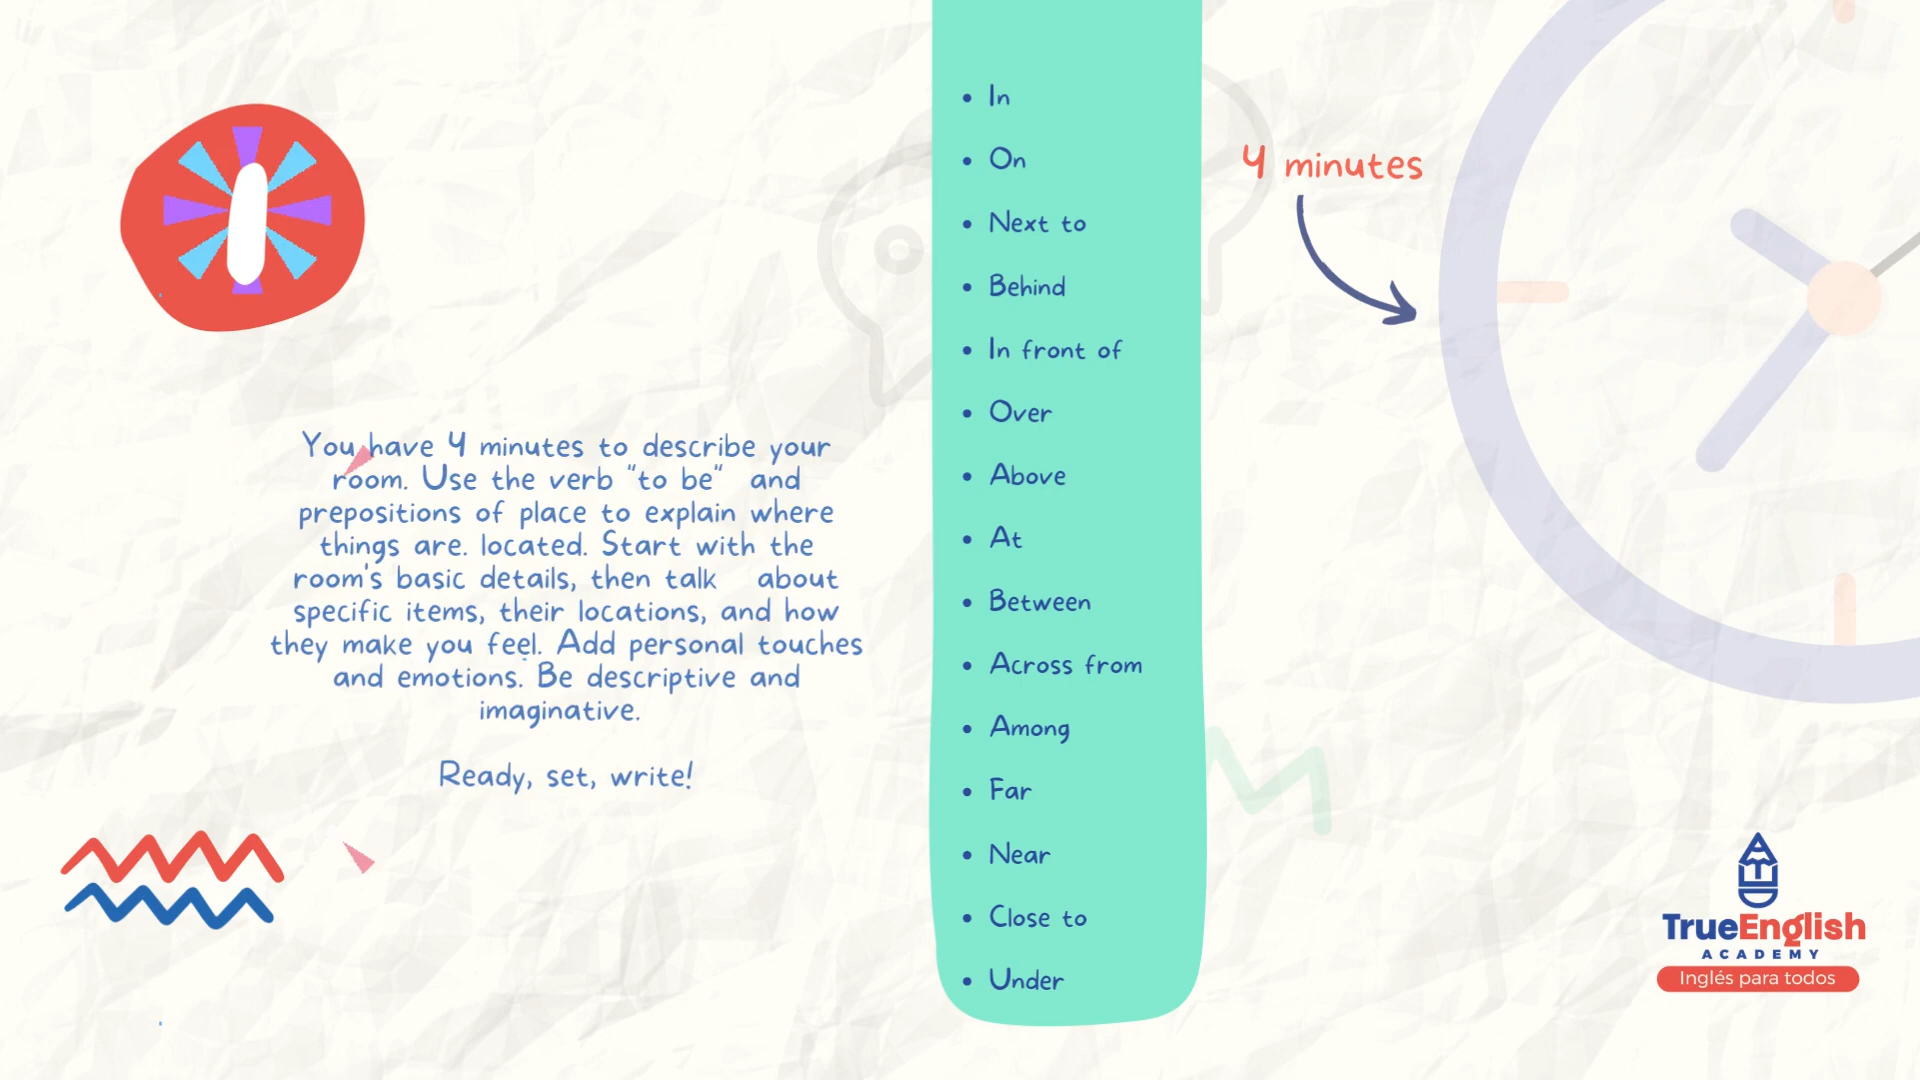 You have 4 minutes to describe your
room. Use the verb "to be" and
prepositions of place to explain where
things are. located. Start with the
room's basic details, then talk about
specific items, their locations, and how
they make you feel. Add personal touches
and emotions. Be descriptive and
imaginative.
Ready, set, write!
• In
• On
• Next to
• Behind
• In front of
• Over
• Above
• At
• Between
• Across from
• Among
• Far
• Near
• Close to
• Under
4 minutes
TrueEnglish
ACADEMY
Inglés para todos